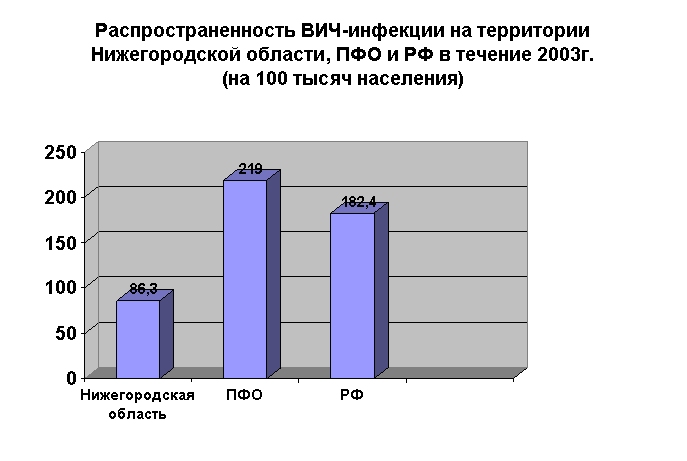 Распространенность ВИЧ-инфекции на территории
Нижегородской области, ПФО и РФ в течение 2003г.
(на 100 тысяч населения)
250
200
150
100
50
0
86,3
219
182,4
Нижегородская
область
ПФО
РФ